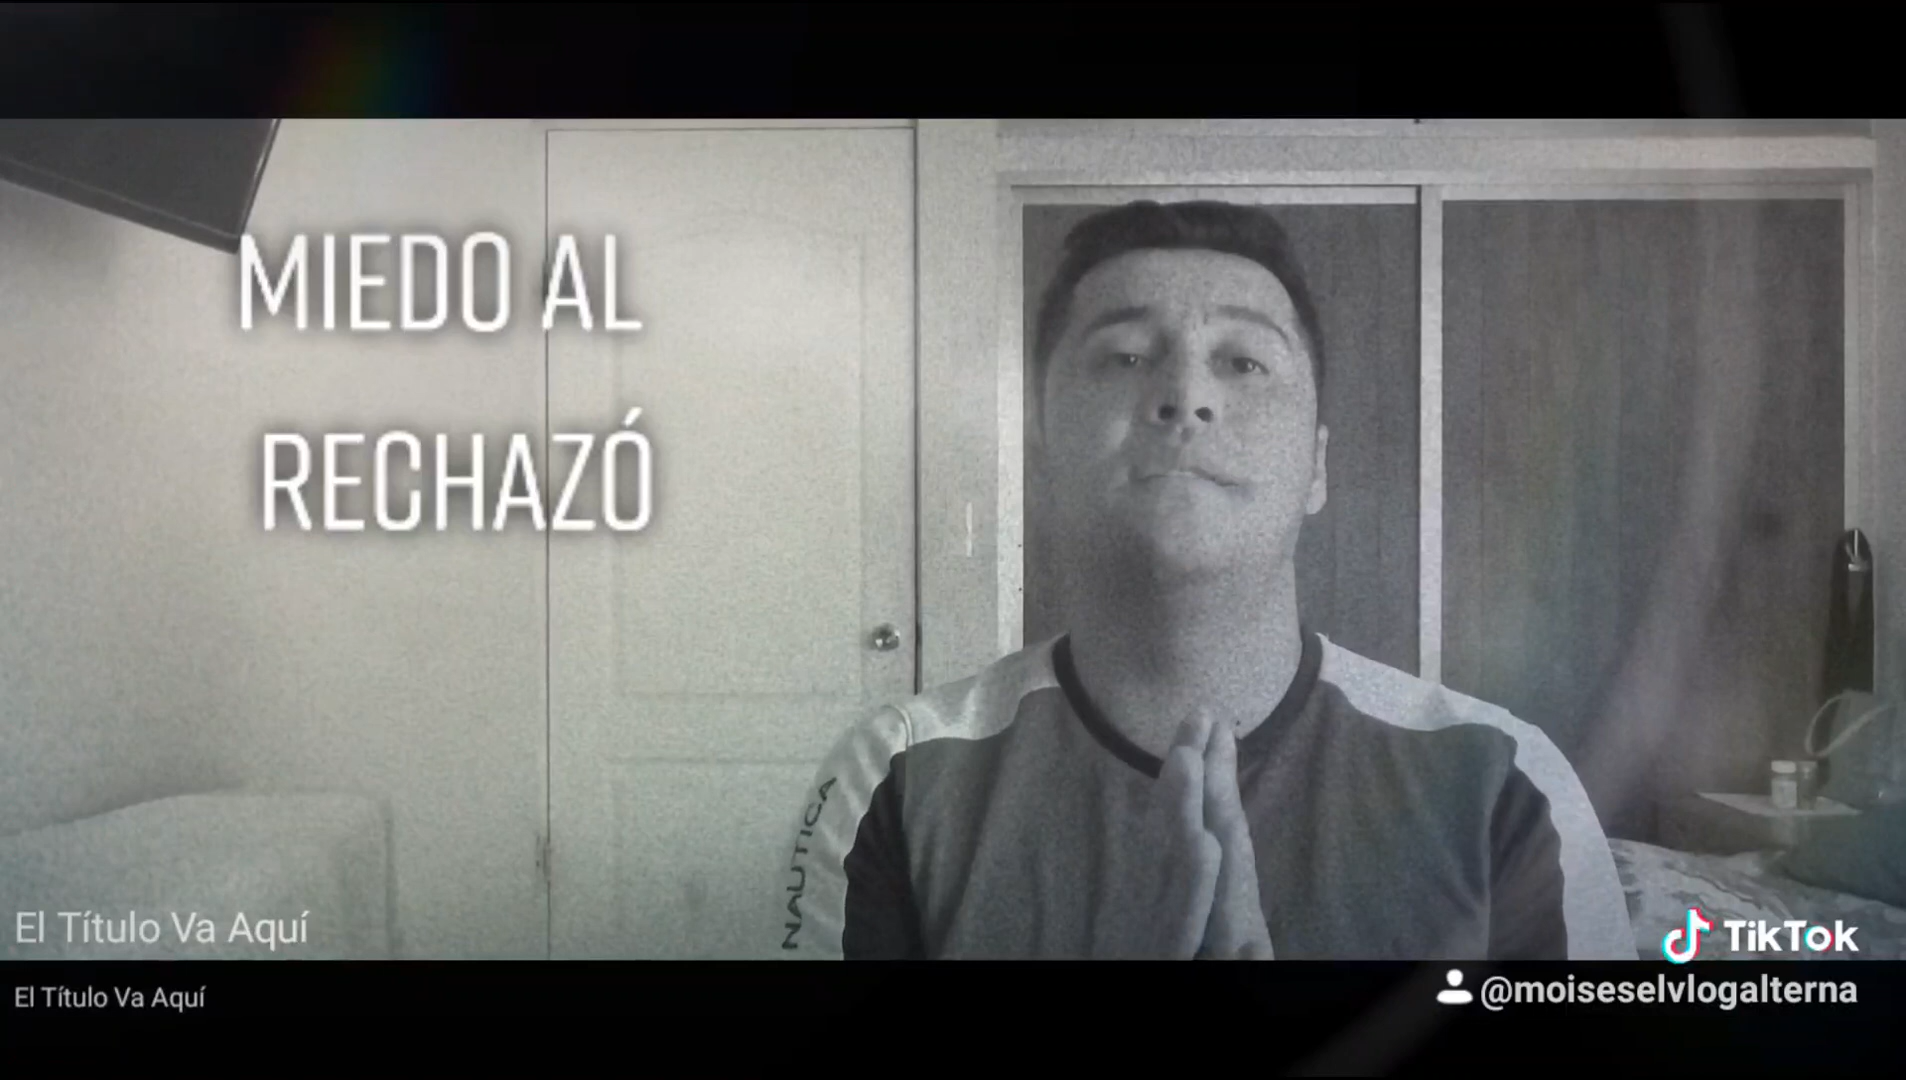 MIEDO AL
RECHAZÓ
NAUTICA
El Título Va Aquí
El Título Va Aquí
TikTok
@moiseselvlogalterna